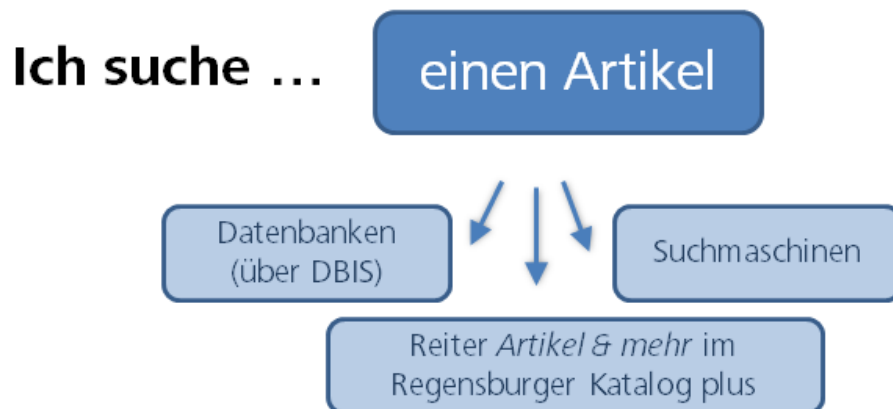 Ich suche … einen Artikel
Datenbanken
(über DBIS)
Suchmaschinen
Reiter Artikel & mehr im
Regensburger Katalog plus